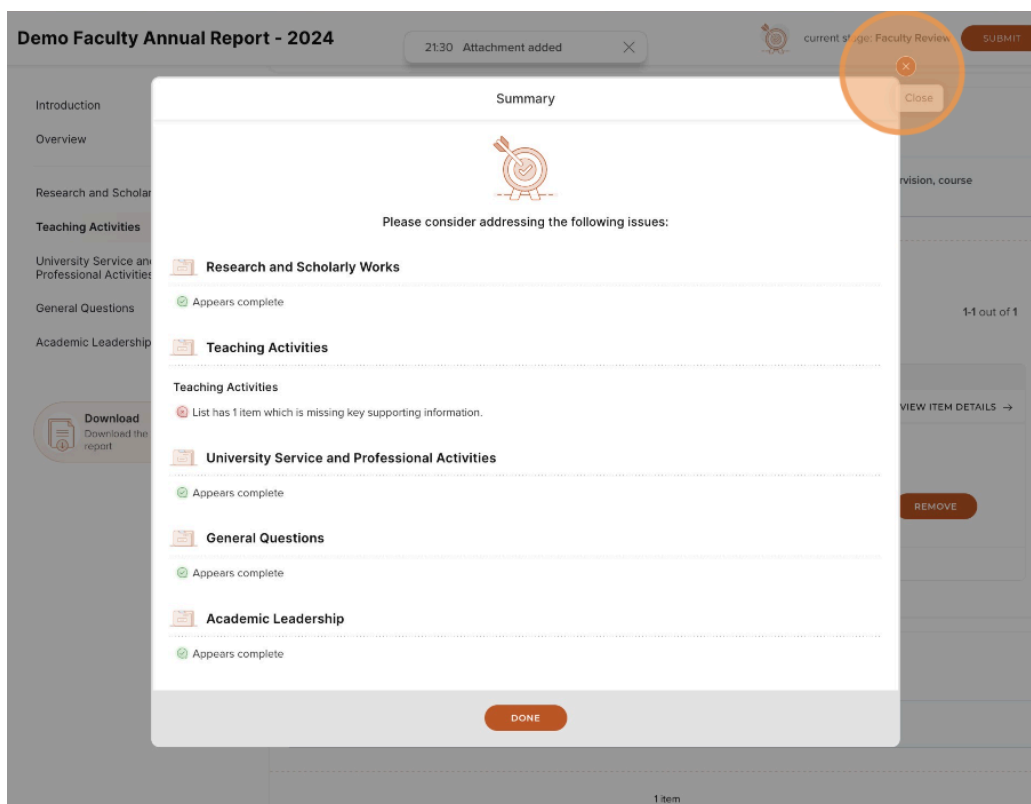 Demo Faculty Annual Report - 2024
21:30 Attachment added
current stage: Faculty Review
SUBMIT
Close
Summary
Introduction
Overview
Please consider addressing the following issues:
rvision, course
Research and Scholar
Teaching Activities
University Service an
Professional Activities
General Questions
Academic Leadership
Research and Scholarly Works
Appears complete
Teaching Activities
Teaching Activities
List has 1 item which is missing key supporting information.
University Service and Professional Activities
Appears complete
General Questions
Appears complete
Academic Leadership
Appears complete
DONE
Download
Download the
report
1-1 out of 1
VIEW ITEM DETAILS →
REMOVE
1 item